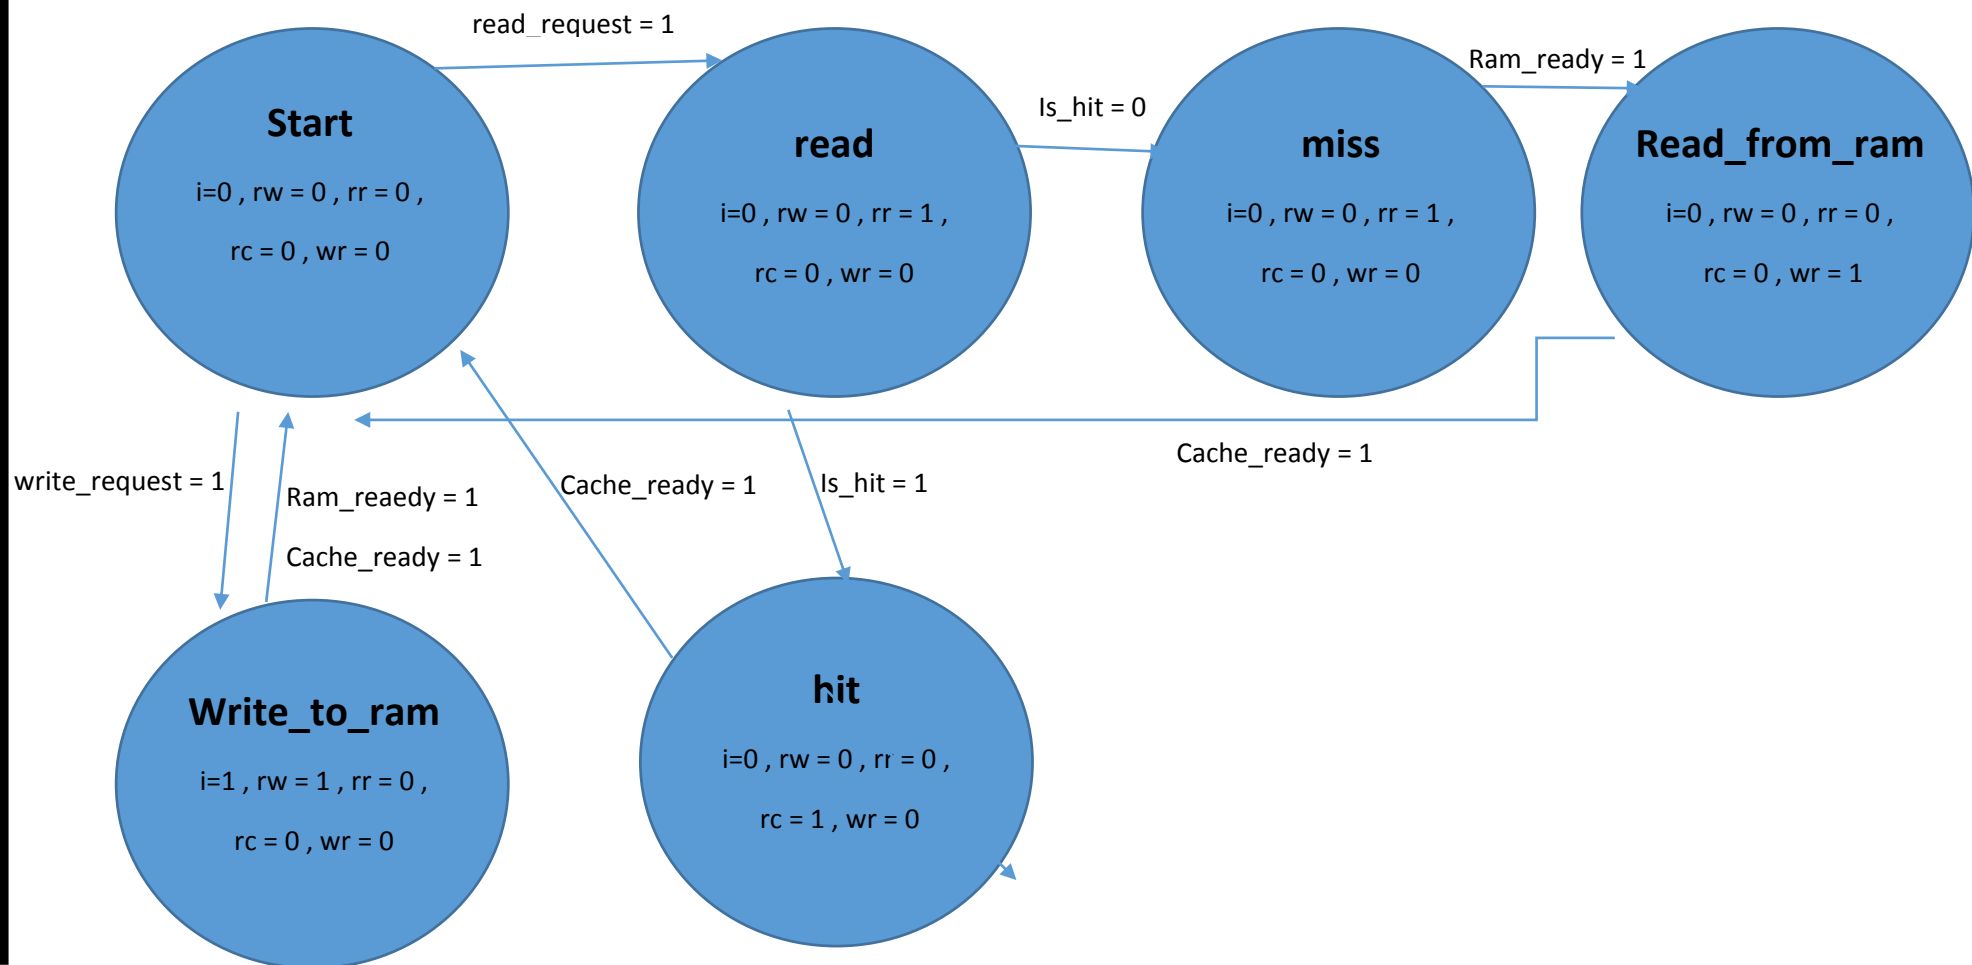 read_request = 1
Start
i=0 , rw = 0 , rr = 0 ,
rc = 0 , wr = 0
read
i=0 , rw = 0 , rr = 1 ,
rc = 0 , wr = 0
Is_hit = 0
miss
i=0 , rw = 0 , rr = 1 ,
rc = 0 , wr = 0
Ram_ready = 1
Read_from_ram
i=0 , rw = 0 , rr = 0 ,
rc = 0 , wr = 1
write_request = 1
Ram_reaedy = 1
Cache_ready = 1
Cache_ready = 1
Is_hit = 1
Cache_ready = 1
Write_to_ram
i=1 , rw = 1 , rr = 0 ,
rc = 0 , wr = 0
hit
i=0 , rw = 0 , rr = 0 ,
rc = 1 , wr = 0